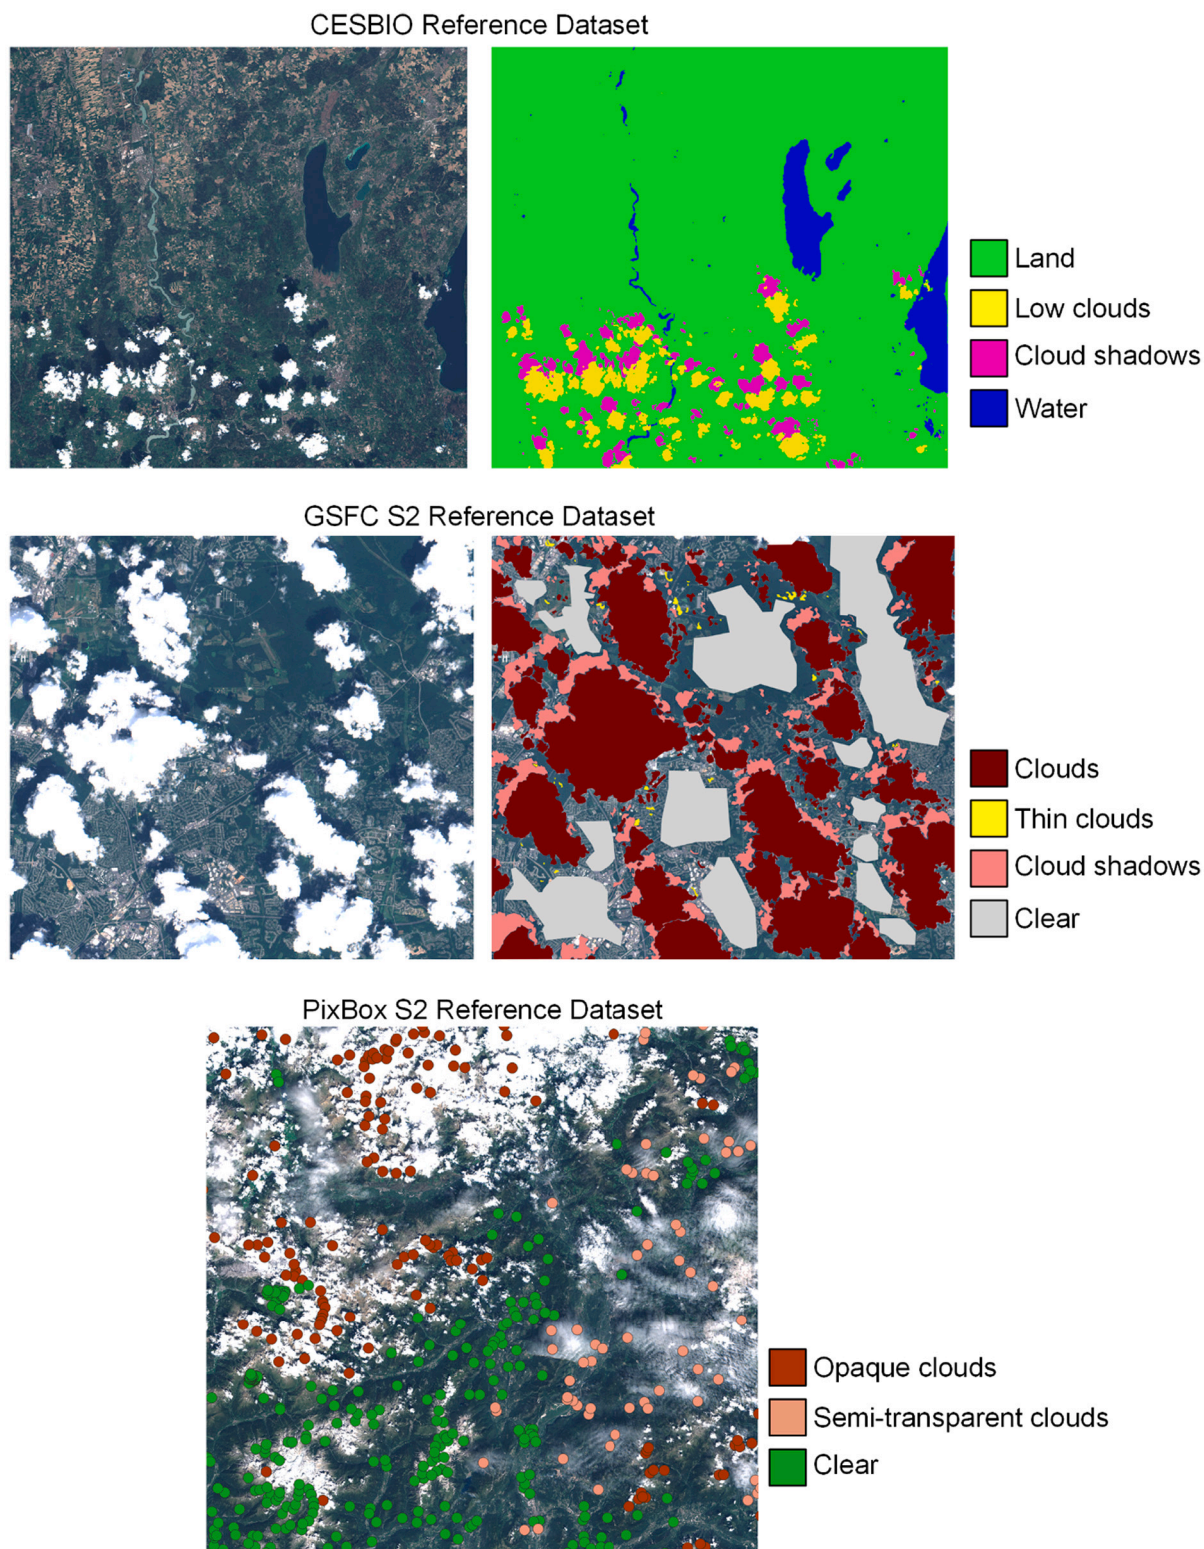 CESBIO Reference Dataset
Land
Low clouds
Cloud shadows
Water
GSFC S2 Reference Dataset
Clouds
Thin clouds
Cloud shadows
Clear
PixBox S2 Reference Dataset
Opaque clouds
Semi-transparent clouds
Clear